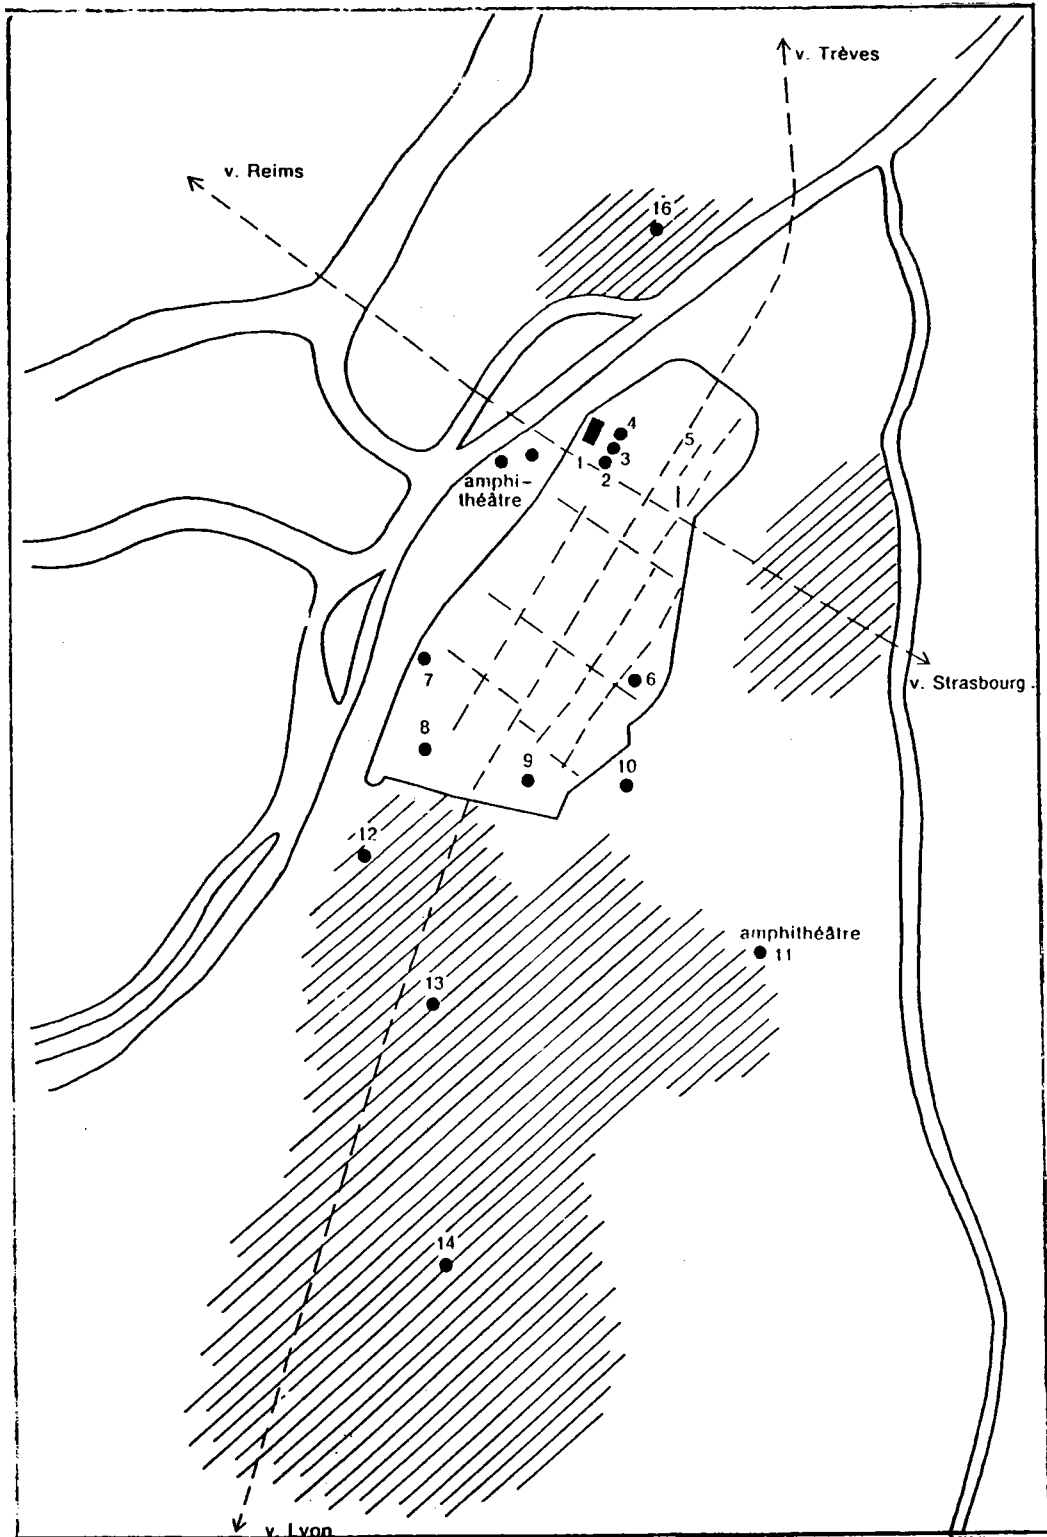 v. Trèves
v. Reims
16
4
5
3
1
2
amphi-
théâtre
6
7
v. Strasbourg
8
9
10
12
amphithéâtre
11
13
14
v. Lyon